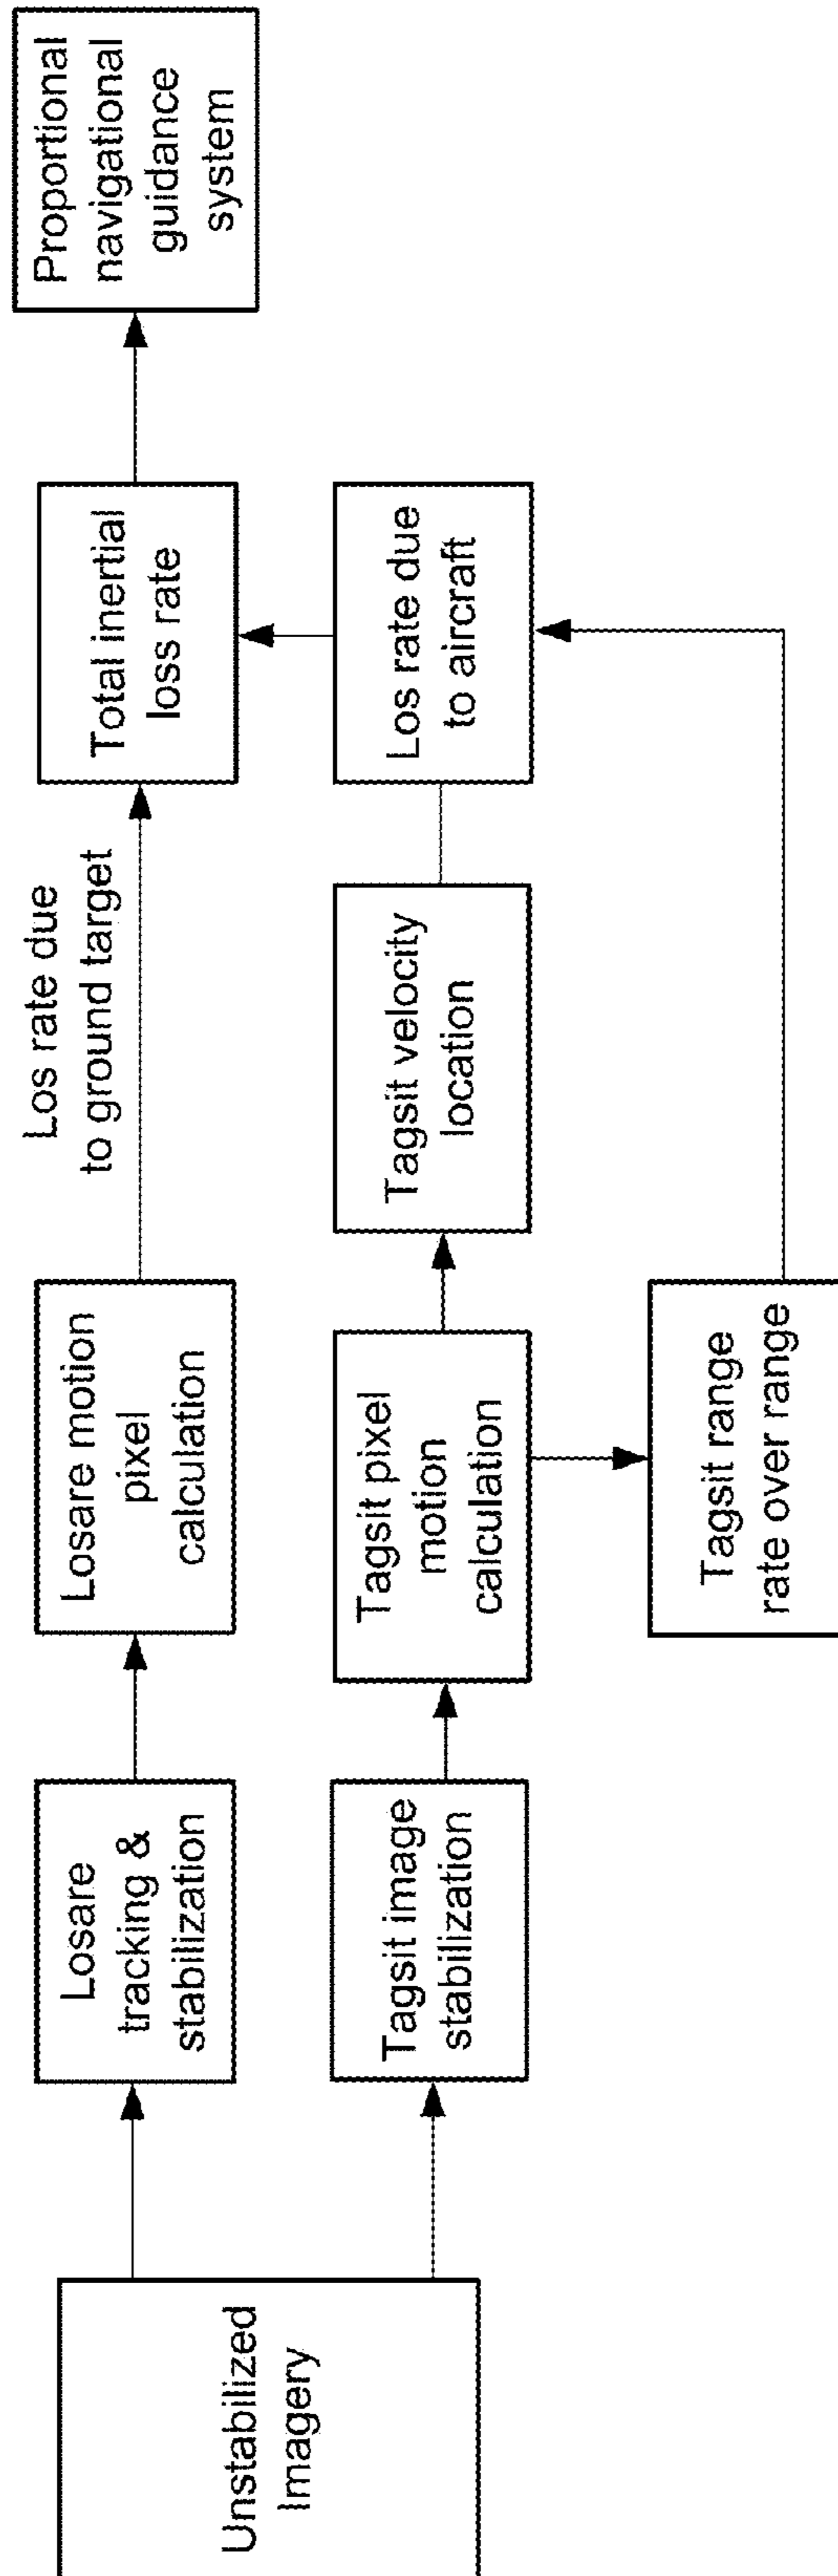 Unstabilized
Imagery
Losare
tracking &
stabilization
Losare motion
pixel
calculation
Los rate due
to ground target
Total inertial
loss rate
Proportional
navigational
guidance
system
Tagsit image
stabilization
Tagsit pixel
motion
calculation
Tagsit velocity
location
Los rate due
to aircraft
Tagsit range
rate over range